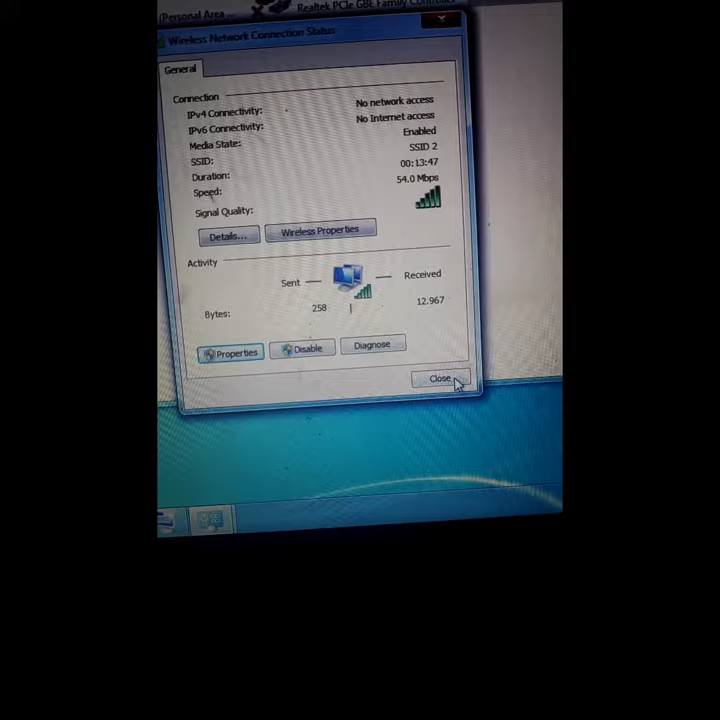 (Personal Area ... Realtek PCIe GBE Family Controller
Wireless Network Connection Status
General
Connection
IPv4 Connectivity: No network access
IPv6 Connectivity: No Internet access
Media State: Enabled
SSID: SSID 2
Duration: 00:13:47
Speed: 54.0 Mbps
Signal Quality:
Details... Wireless Properties
Activity
Sent Received
Bytes: 258 12.967
Properties Disable Diagnose
Close